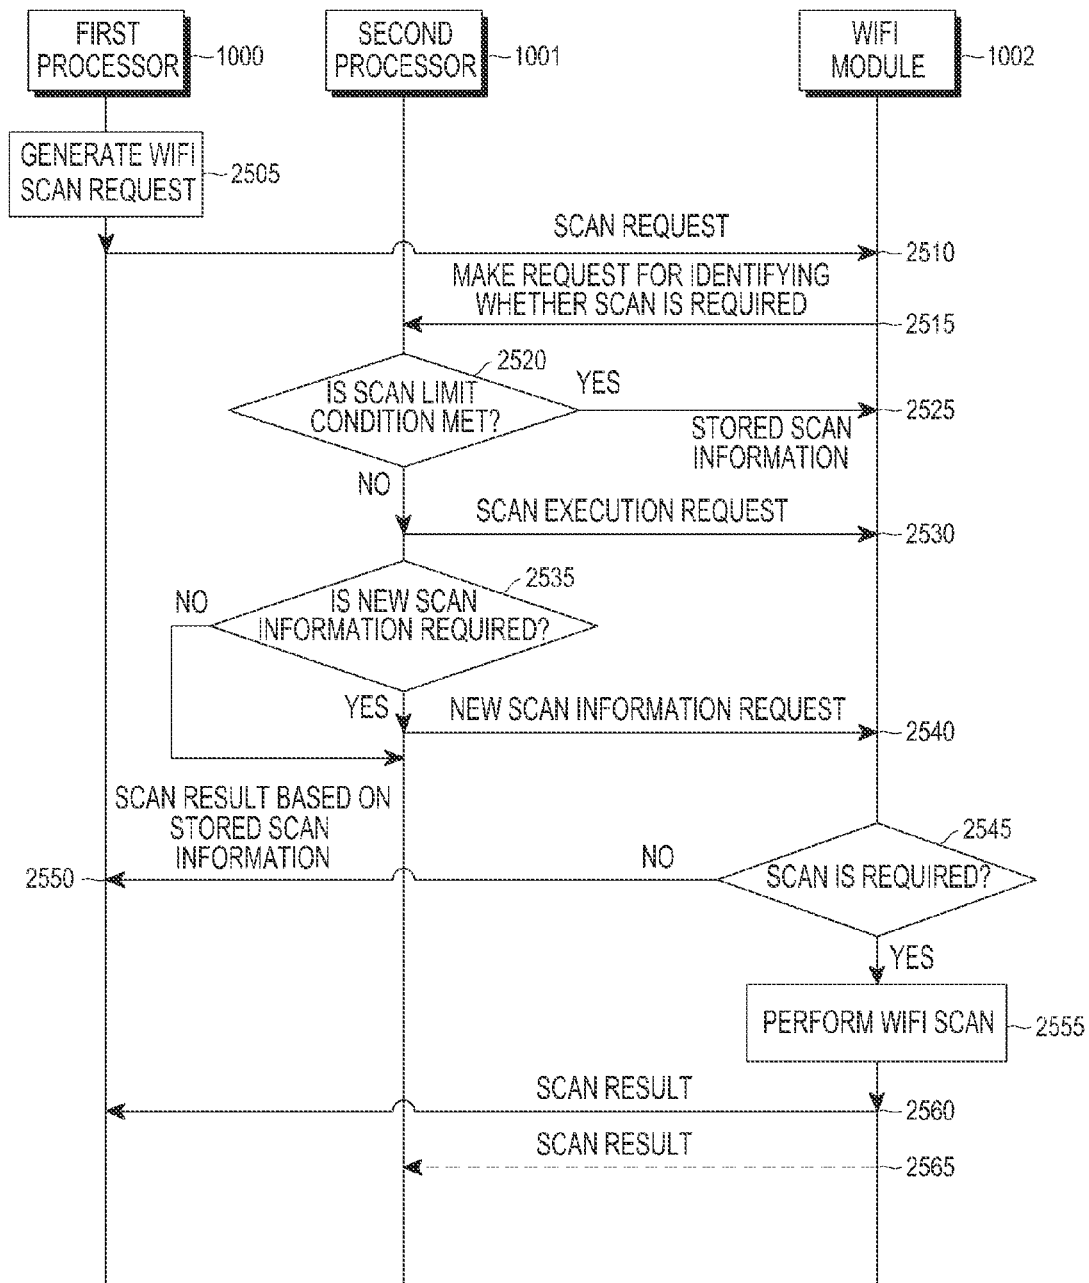 FIRST
PROCESSOR
1000
SECOND
PROCESSOR
1001
WIFI
MODULE
1002
GENERATE WIFI
SCAN REQUEST
2505
SCAN REQUEST
2510
MAKE REQUEST FOR IDENTIFYING
WHETHER SCAN IS REQUIRED
2515
2520
IS SCAN LIMIT
CONDITION MET?
YES
2525
STORED SCAN
INFORMATION
NO
SCAN EXECUTION REQUEST
2530
2535
NO
IS NEW SCAN
INFORMATION REQUIRED?
YES
NEW SCAN INFORMATION REQUEST
2540
SCAN RESULT BASED ON
STORED SCAN
INFORMATION
2545
2550
NO
SCAN IS REQUIRED?
YES
PERFORM WIFI SCAN
2555
SCAN RESULT
2560
SCAN RESULT
2565